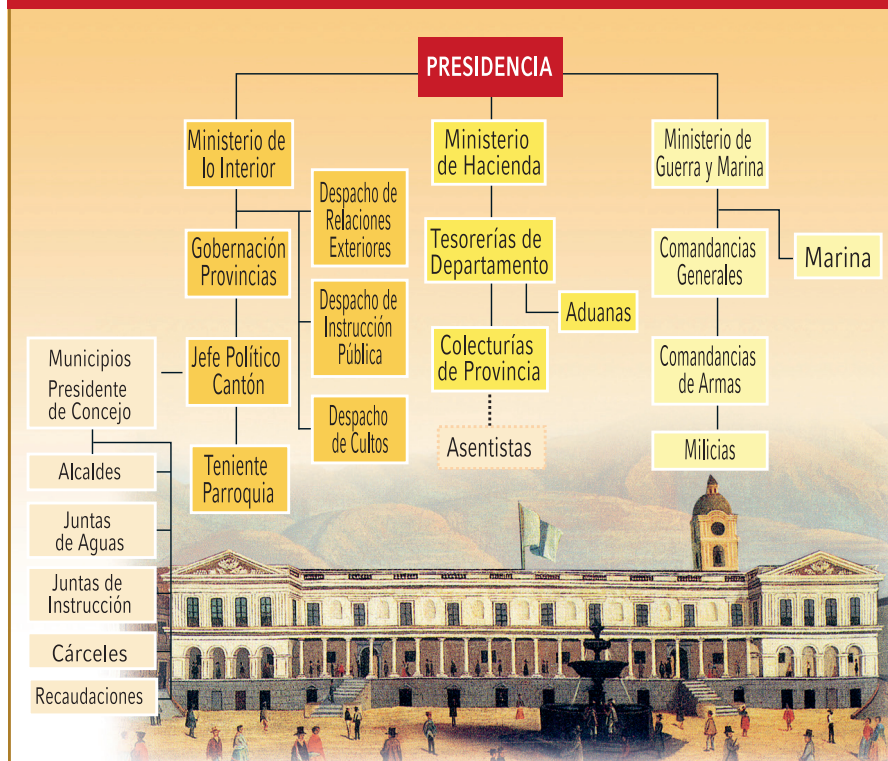 PRESIDENCIA
Ministerio de
lo Interior
Despacho de
Relaciones
Exteriores
Gobernación
Provincias
Despacho de
Instrucción
Pública
Jefe Político
Cantón
Despacho
de Cultos
Teniente
Parroquia
Municipios
Presidente
de Concejo
Alcaldes
Juntas
de Aguas
Juntas de
Instrucción
Cárceles
Recaudaciones
Ministerio
de Hacienda
Tesorerías de
Departamento
Aduanas
Colecturías
de Provincia
Asentistas
Ministerio de
Guerra y Marina
Comandancias
Generales
Marina
Comandancias
de Armas
Milicias